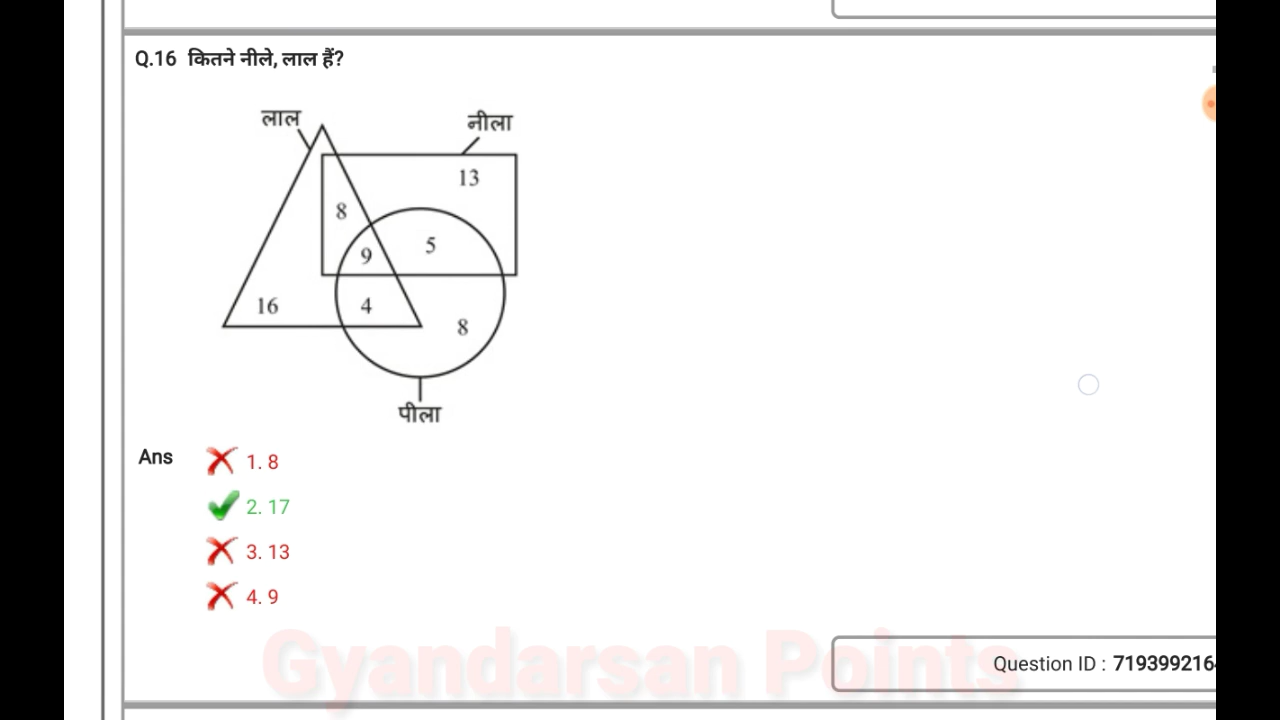 Q.16 कितने नीले, लाल हैं?
लाल
नीला
13
8
5
9
16
4
8
पीला
Ans
1. 8
2. 17
3. 13
4. 9
Gyandarsan Points
Question ID : 719399216